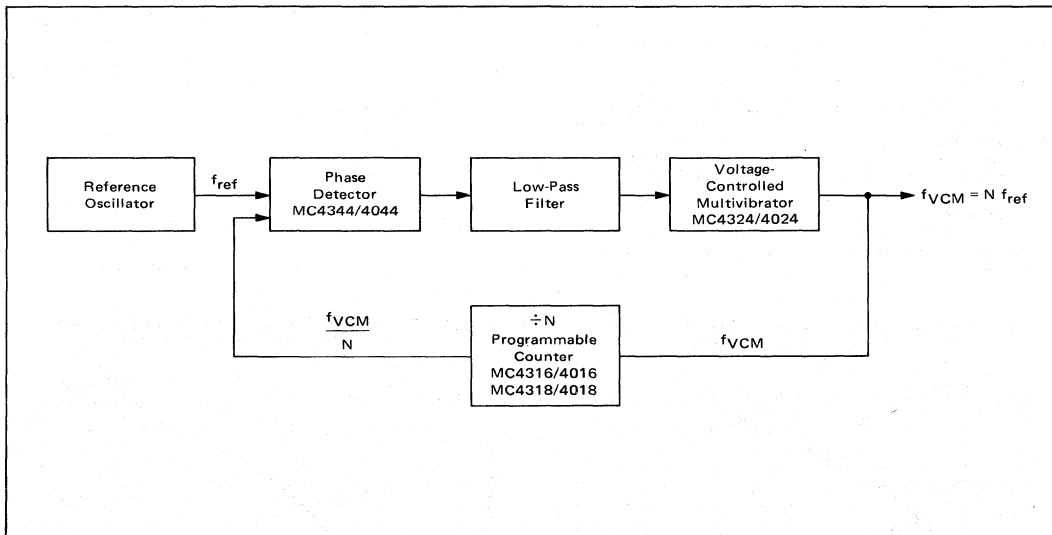 Reference
Oscillator
f_ref
Phase
Detector
MC4344/4044
Low-Pass
Filter
Voltage-
Controlled
Multivibrator
MC4324/4024
f_VCM = N f_ref
f_VCM
N
÷N
Programmable
Counter
MC4316/4016
MC4318/4018
f_VCM